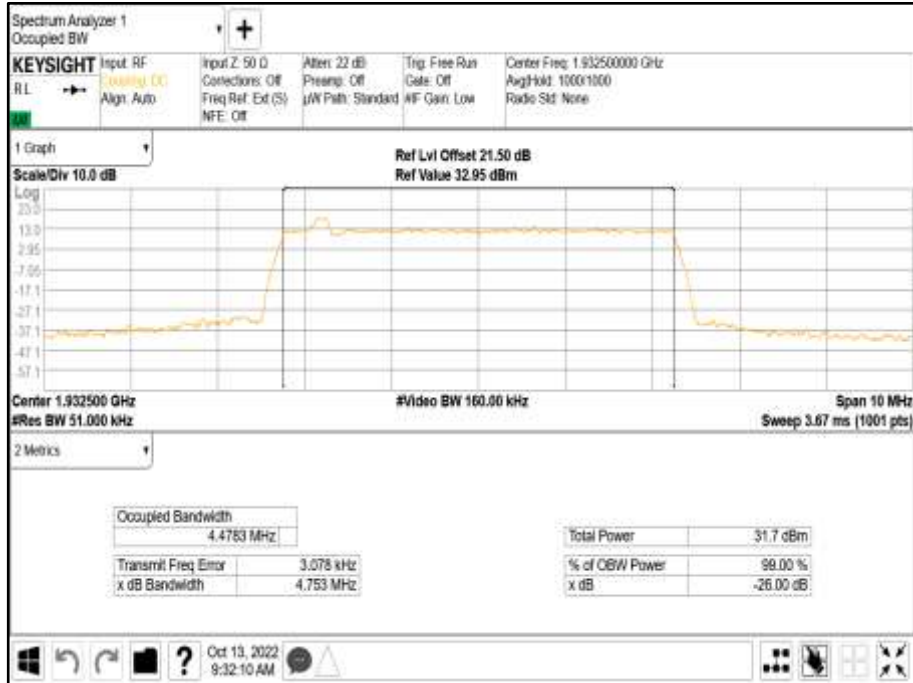 Spectrum Analyzer 1
Occupied BW
KEYSIGHT
RL
Input: RF
Coupling: DC
Align: Auto
Input Z: 50 Ω
Corrections: Off
Freq Ref: Ext (S)
NFE: Off
Atten: 22 dB
Preamp: Off
µW Path: Standard
Trig: Free Run
Gate: Off
#IF Gain: Low
Center Freq: 1.932500000 GHz
Avg|Hold: 1000/1000
Radio Std: None
1 Graph
Scale/Div 10.0 dB
Ref Lvl Offset 21.50 dB
Ref Value 32.95 dBm
Log
23.0
13.0
2.95
-7.05
-17.1
-27.1
-37.1
-47.1
-57.1
Center 1.932500 GHz
#Res BW 51.000 kHz
#Video BW 160.00 kHz
Span 10 MHz
Sweep 3.67 ms (1001 pts)
2 Metrics
Occupied Bandwidth
4.4783 MHz
Transmit Freq Error 3.078 kHz
x dB Bandwidth 4.753 MHz
Total Power 31.7 dBm
% of OBW Power 99.00 %
x dB -26.00 dB
?
Oct 13, 2022
9:32:10 AM